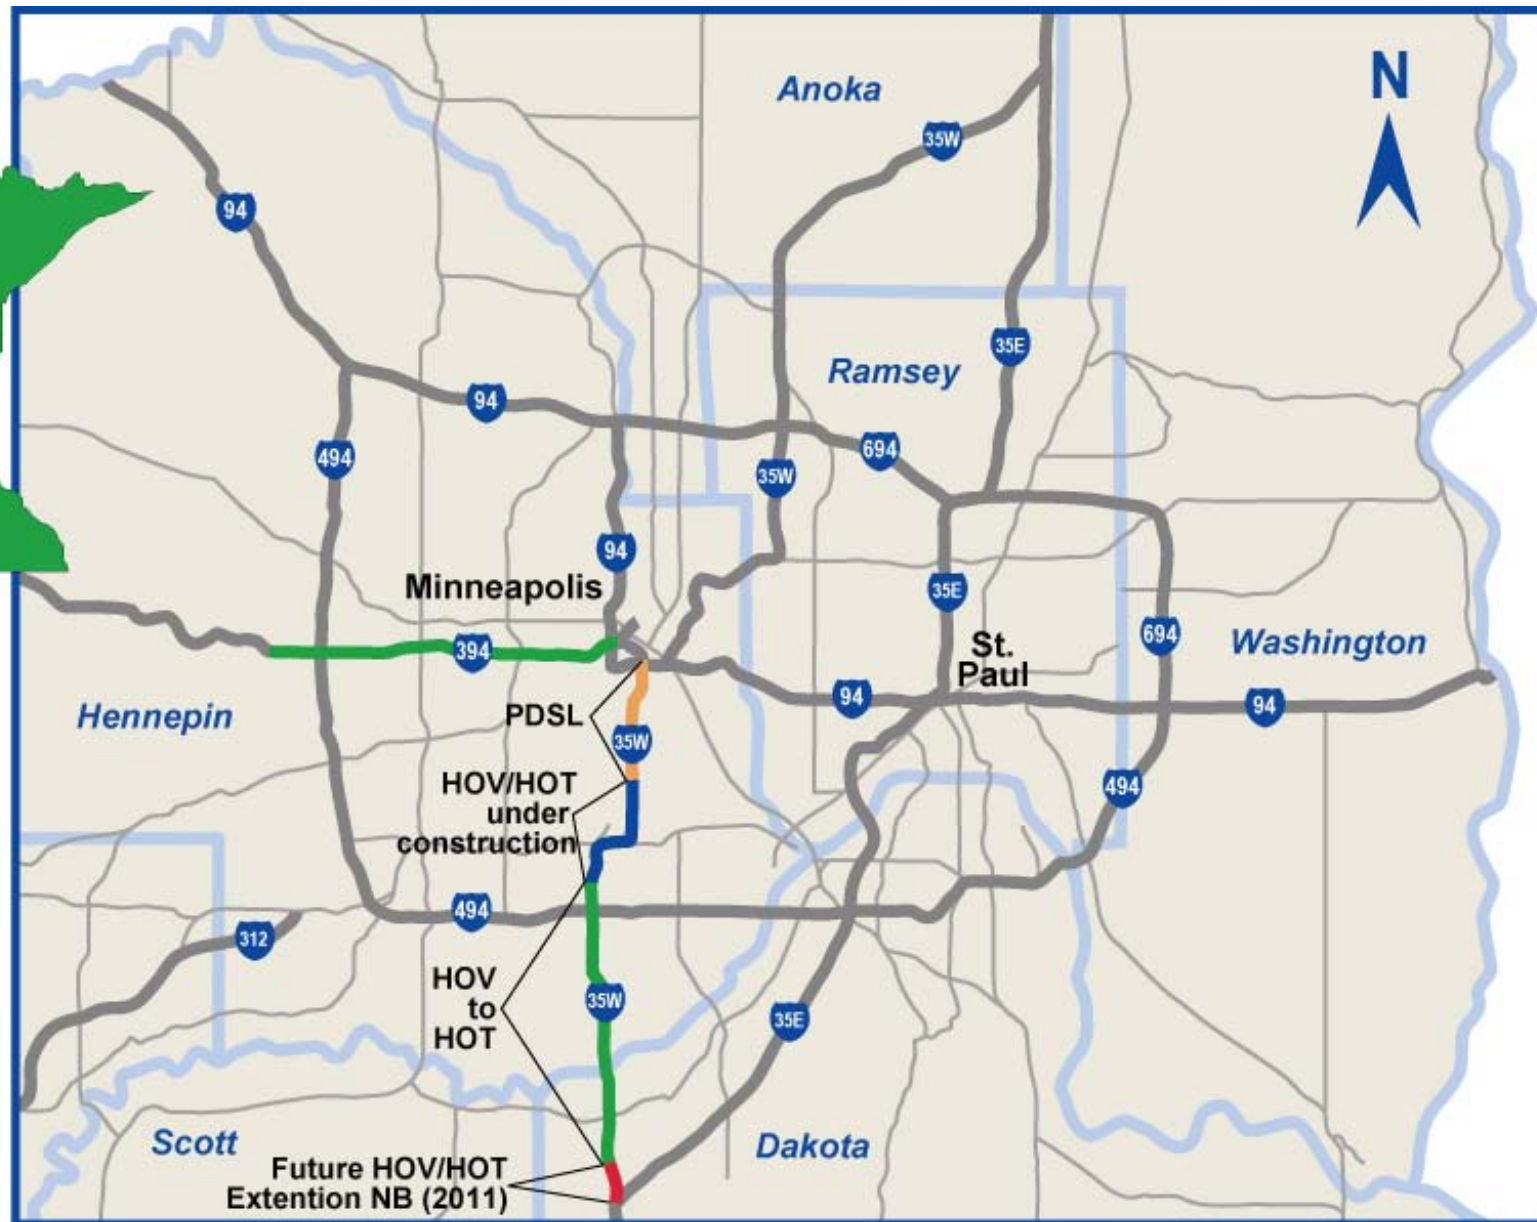 N
Anoka
35W
94
35E
Ramsey
94
694
494
35W
94
Minneapolis
35E
694
St.
Paul
Washington
394
94
94
Hennepin
PDSL
35W
HOV/HOT
under
construction
494
494
312
HOV
to
HOT
35W
35E
Scott
Dakota
Future HOV/HOT
Extention NB (2011)